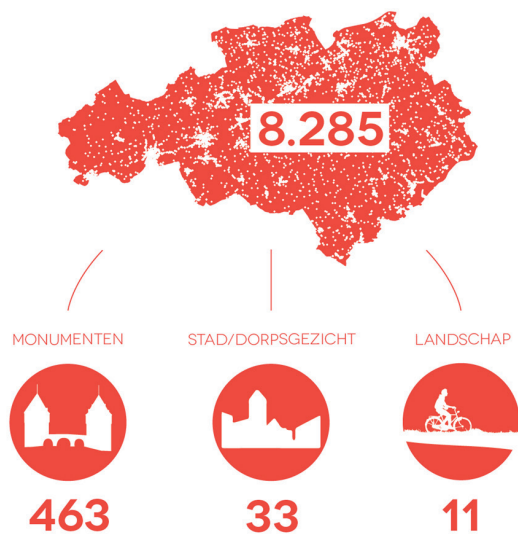 8.285
MONUMENTEN
STAD/DORPSGEZICHT
LANDSCHAP
463
33
11